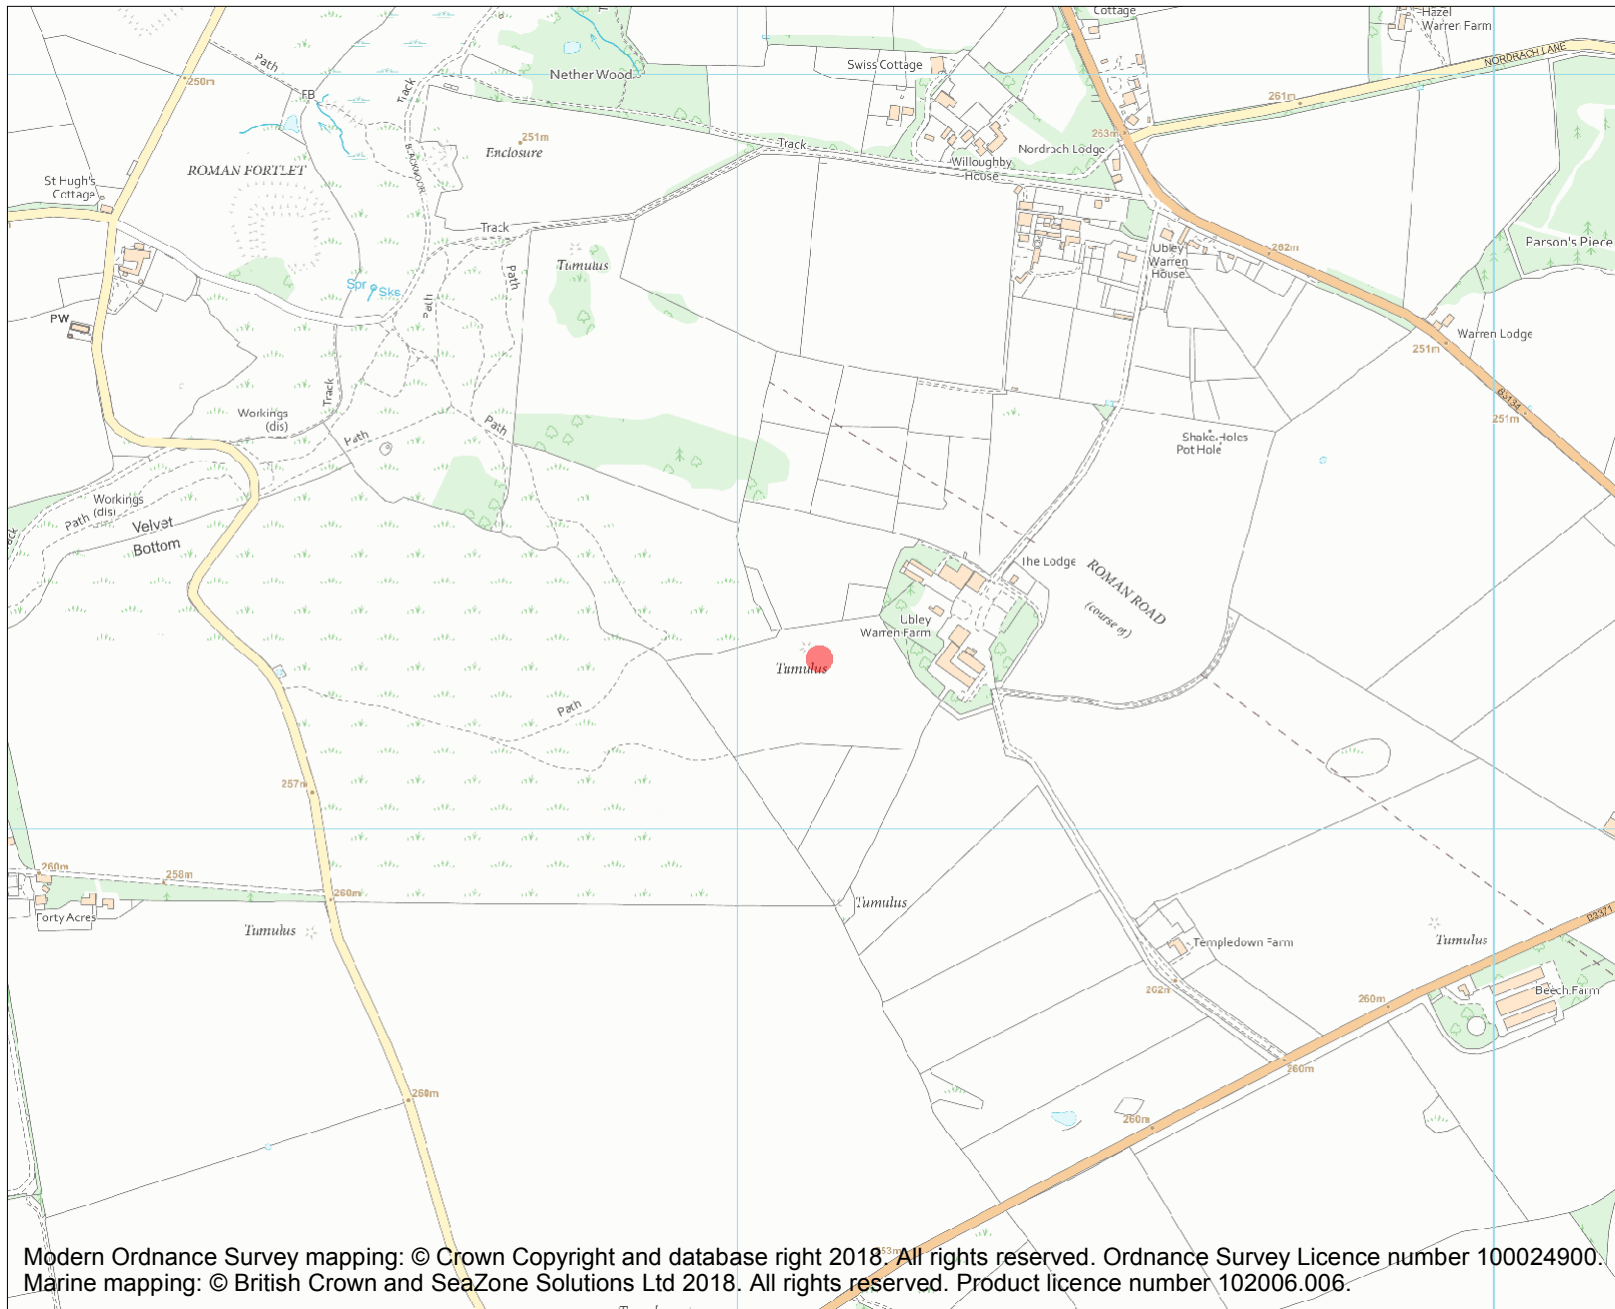 Cottage
Hazel
Warren Farm
Path
Nether Wood
Swiss Cottage
NORDRACH LANE
250m
Track
FB
261m
251m
Enclosure
BLACKMOOR
Track
263m
Nordrach Lodge
ROMAN FORTLET
Willoughby
House
St Hugh's
Cottage
Track
Tumulus
Path
262m
Ubley
Warren
House
Parson's Piece
Spr
Sks
Path
PW
Warren Lodge
251m
Track
B3134
251m
Workings
(dis)
Path
Path
Shake Holes
Pot Hole
Workings
(dis)
Path
Velvet
Bottom
The Lodge
ROMAN ROAD
(course of)
Ubley
Warren Farm
Tumulus
Path
257m
260m
258m
260m
Forty Acres
Tumulus
Tumulus
Templedown Farm
Tumulus
B3371
262m
260m
Beech Farm
260m
260m
260m
Modern Ordnance Survey mapping: © Crown Copyright and database right 2018. All rights reserved. Ordnance Survey Licence number 100024900.
Marine mapping: © British Crown and SeaZone Solutions Ltd 2018. All rights reserved. Product licence number 102006.006.